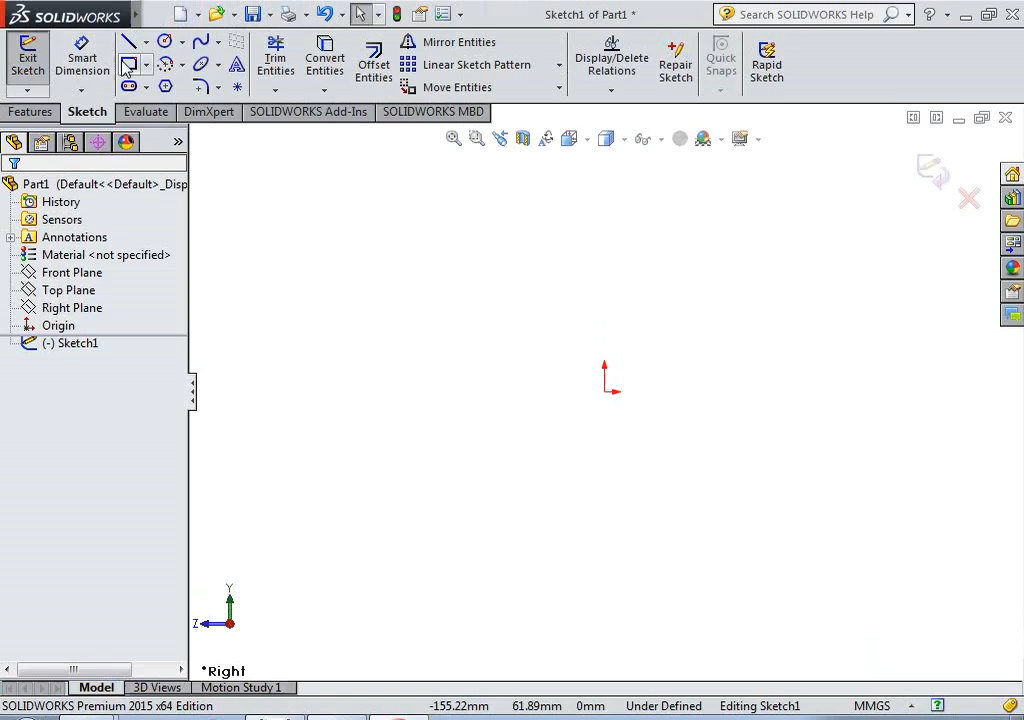 SOLIDWORKS
Sketch1 of Part1 *
Search SOLIDWORKS Help
?
Exit Sketch
Smart Dimension
Trim Entities
Convert Entities
Offset Entities
Mirror Entities
Linear Sketch Pattern
Move Entities
Display/Delete Relations
Repair Sketch
Quick Snaps
Rapid Sketch
Features
Sketch
Evaluate
DimXpert
SOLIDWORKS Add-Ins
SOLIDWORKS MBD
»
Part1 (Default<<Default>_Disp
History
Sensors
Annotations
Material <not specified>
Front Plane
Top Plane
Right Plane
Origin
(-) Sketch1
Y
Z
*Right
Model
3D Views
Motion Study 1
SOLIDWORKS Premium 2015 x64 Edition
-155.22mm
61.89mm
0mm
Under Defined
Editing Sketch1
MMGS
?